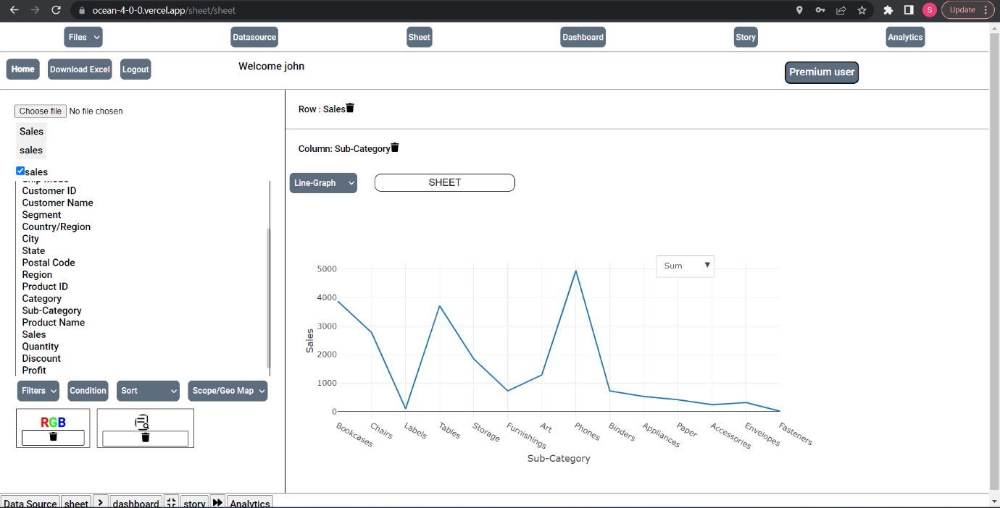 ocean-4-0-0.vercel.app/sheet/sheet
S
Update
Files
Datasource
Sheet
Dashboard
Story
Analytics
Home
Download Excel
Logout
Welcome john
Premium user
Choose file No file chosen
Sales
sales
sales
Ship Mode
Customer ID
Customer Name
Segment
Country/Region
City
State
Postal Code
Region
Product ID
Category
Sub-Category
Product Name
Sales
Quantity
Discount
Profit
Filters
Condition
Sort
Scope/Geo Map
RGB
Row : Sales
Column: Sub-Category
Line-Graph
SHEET
Sum
5000
4000
3000
2000
1000
0
Sales
Bookcases
Chairs
Labels
Tables
Storage
Furnishings
Art
Phones
Binders
Appliances
Paper
Accessories
Envelopes
Fasteners
Sub-Category
Data Source
sheet
dashboard
story
Analytics